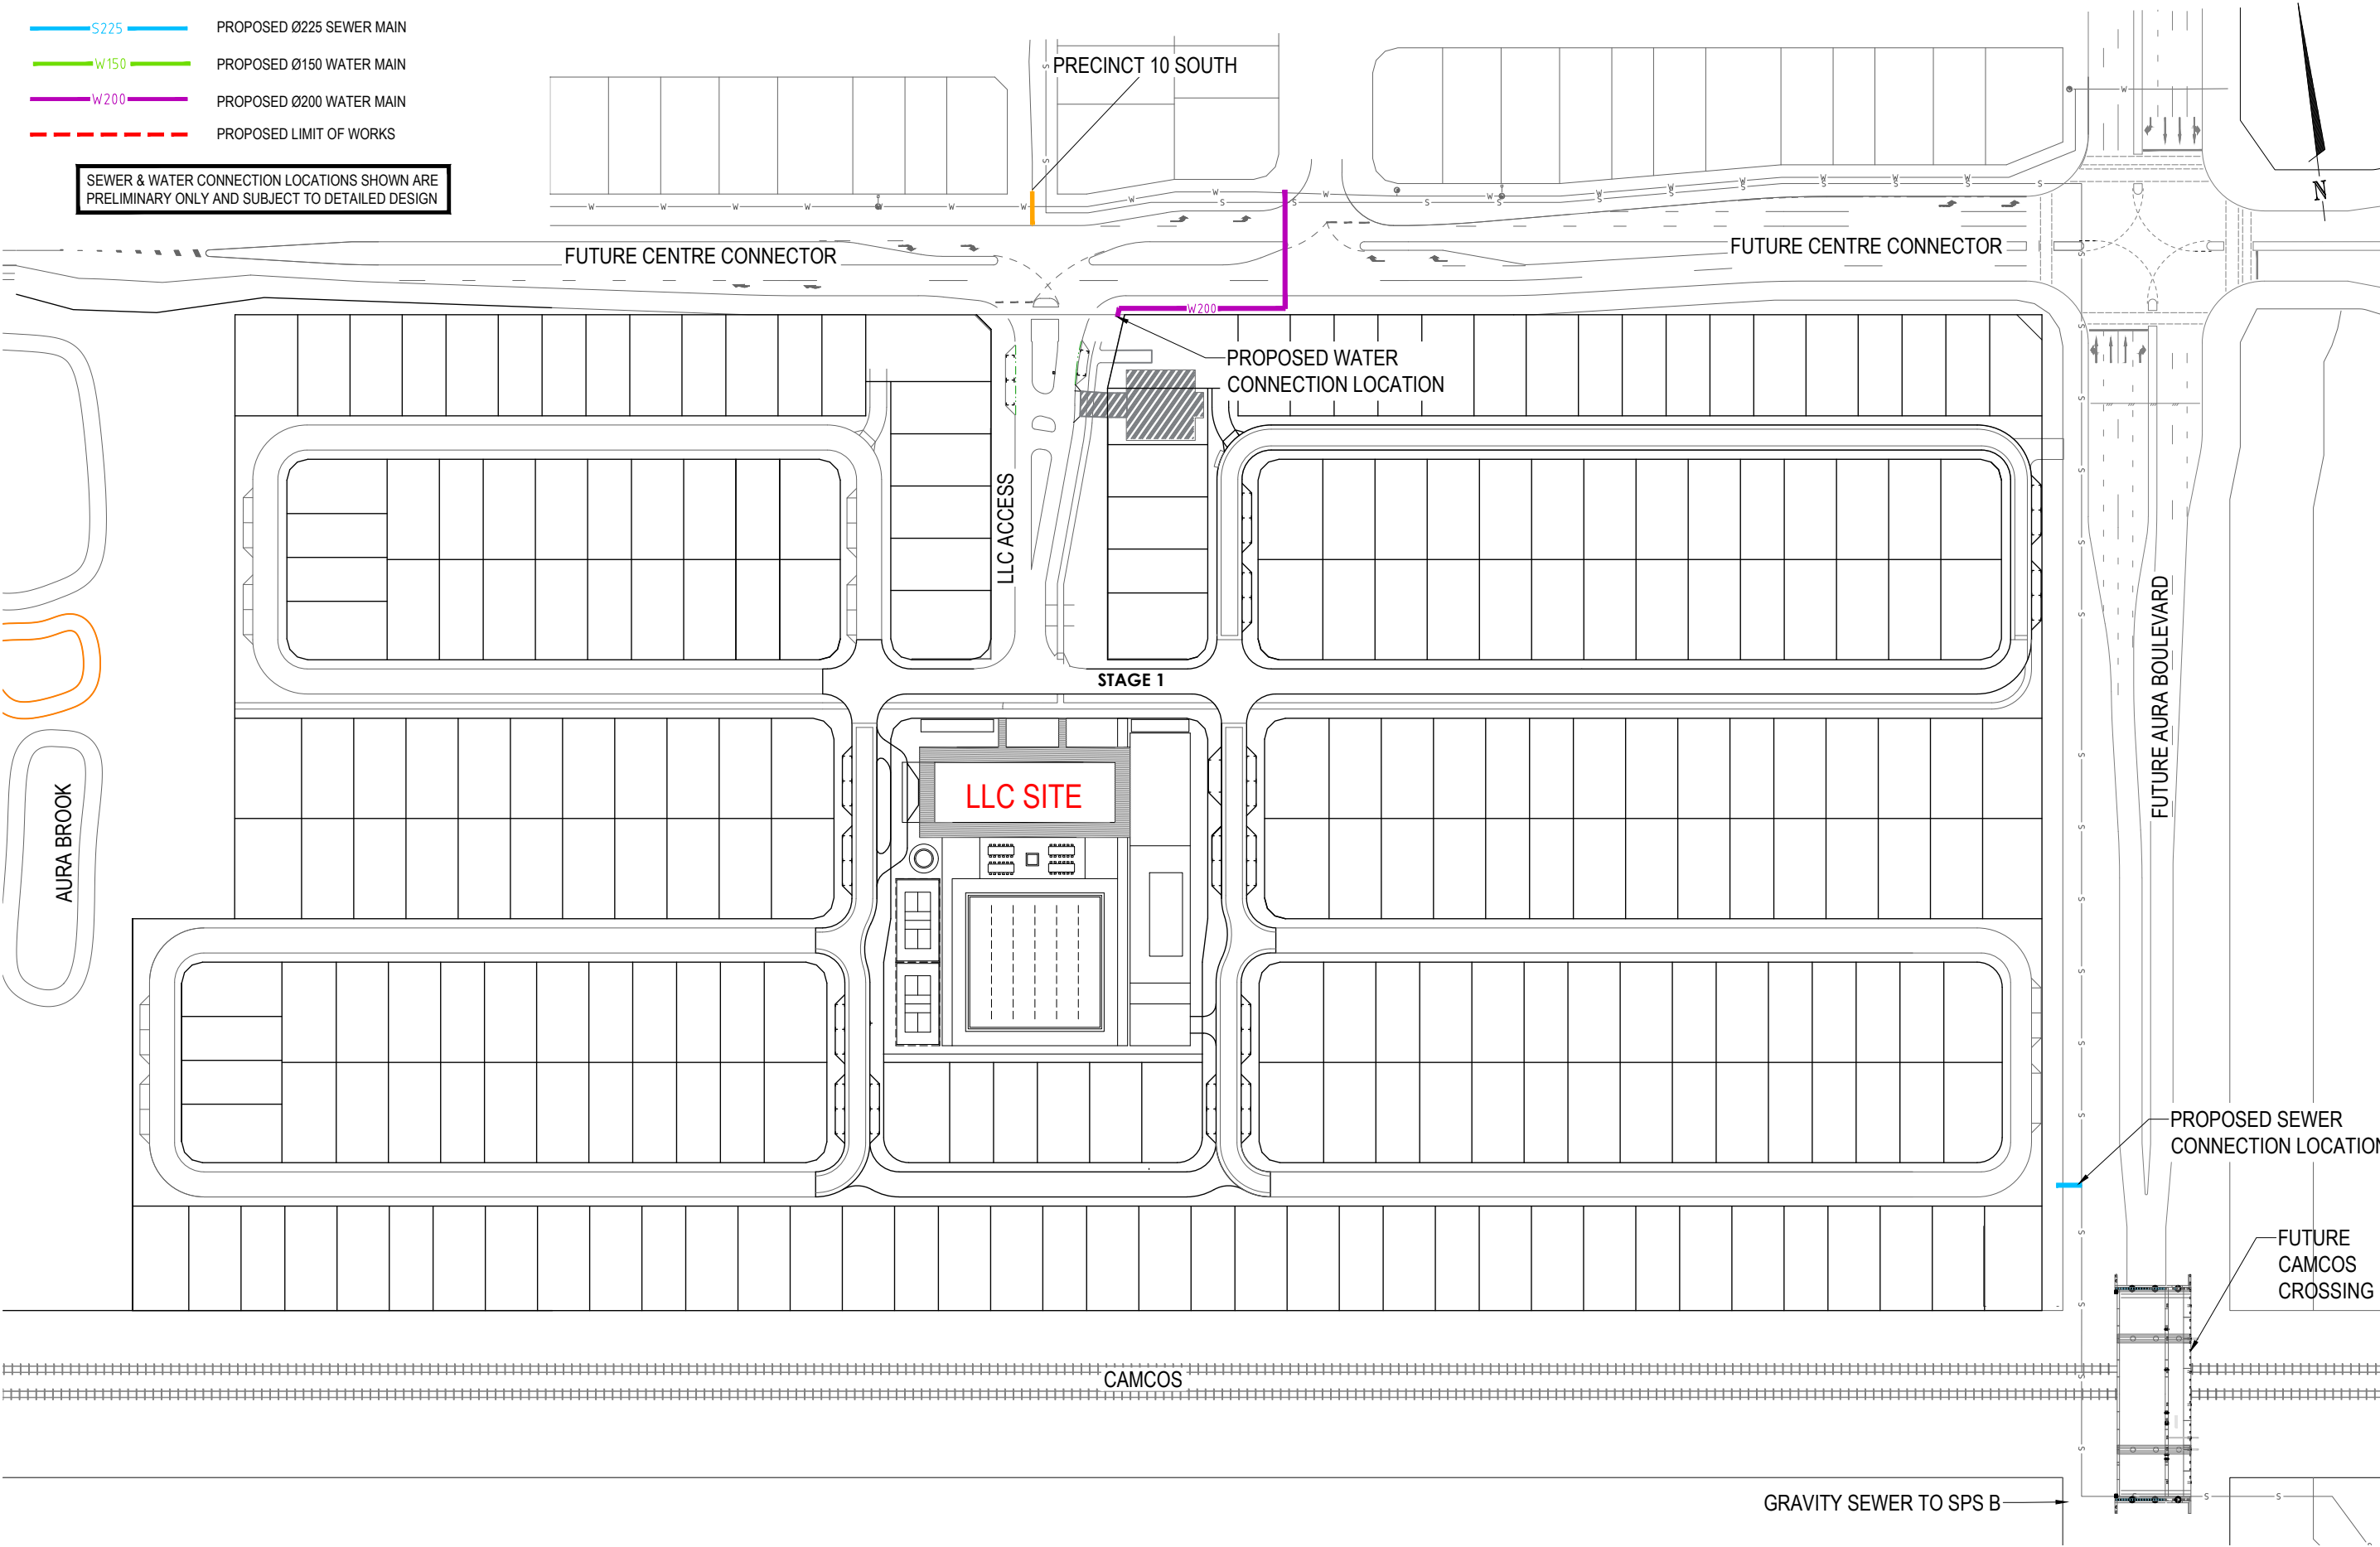 S225 PROPOSED Ø225 SEWER MAIN
W150 PROPOSED Ø150 WATER MAIN
W200 PROPOSED Ø200 WATER MAIN
PROPOSED LIMIT OF WORKS
SEWER & WATER CONNECTION LOCATIONS SHOWN ARE
PRELIMINARY ONLY AND SUBJECT TO DETAILED DESIGN
PRECINCT 10 SOUTH
N
FUTURE CENTRE CONNECTOR
FUTURE CENTRE CONNECTOR
W200
PROPOSED WATER
CONNECTION LOCATION
LLC ACCESS
STAGE 1
FUTURE AURA BOULEVARD
LLC SITE
AURA BROOK
PROPOSED SEWER
CONNECTION LOCATION
FUTURE
CAMCOS
CROSSING
CAMCOS
GRAVITY SEWER TO SPS B